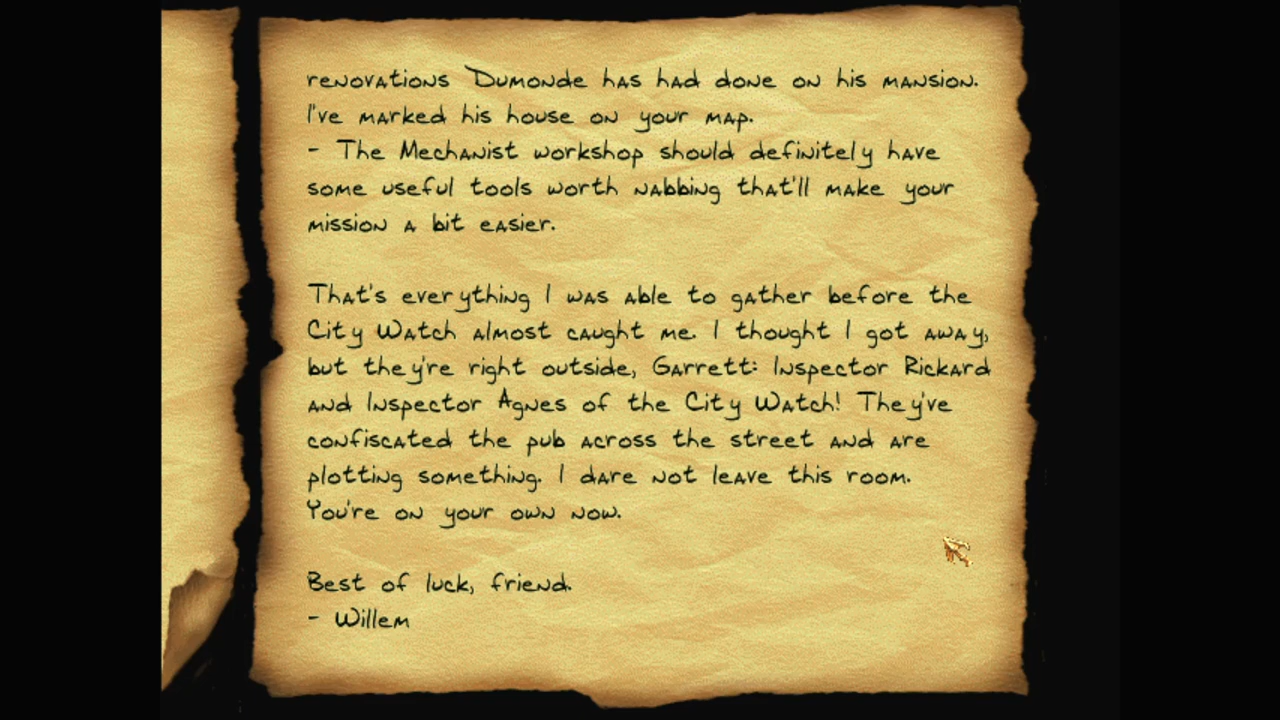 renovations Dumonde has had done on his mansion.
I've marked his house on your map.
- The Mechanist workshop should definitely have
some useful tools worth nabbing that'll make your
mission a bit easier.
That's everything I was able to gather before the
City Watch almost caught me. I thought I got away,
but they're right outside, Garrett: Inspector Rickard
and Inspector Agnes of the City Watch! They've
confiscated the pub across the street and are
plotting something. I dare not leave this room.
You're on your own now.
Best of luck, friend.
- Willem